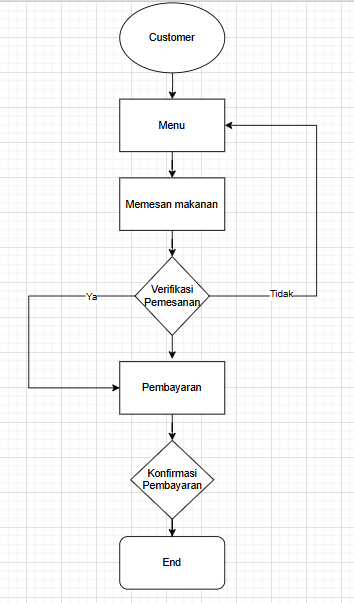 Customer
Menu
Memesan makanan
Verifikasi
Pemesanan
Ya
Tidak
Pembayaran
Konfirmasi
Pembayaran
End